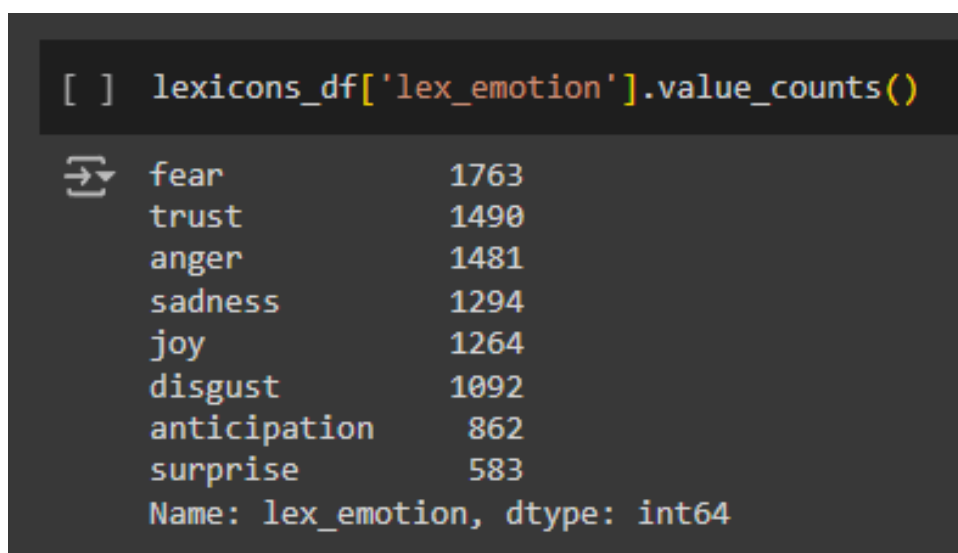 [ ] lexicons_df['lex_emotion'].value_counts()
fear 1763
trust 1490
anger 1481
sadness 1294
joy 1264
disgust 1092
anticipation 862
surprise 583
Name: lex_emotion, dtype: int64